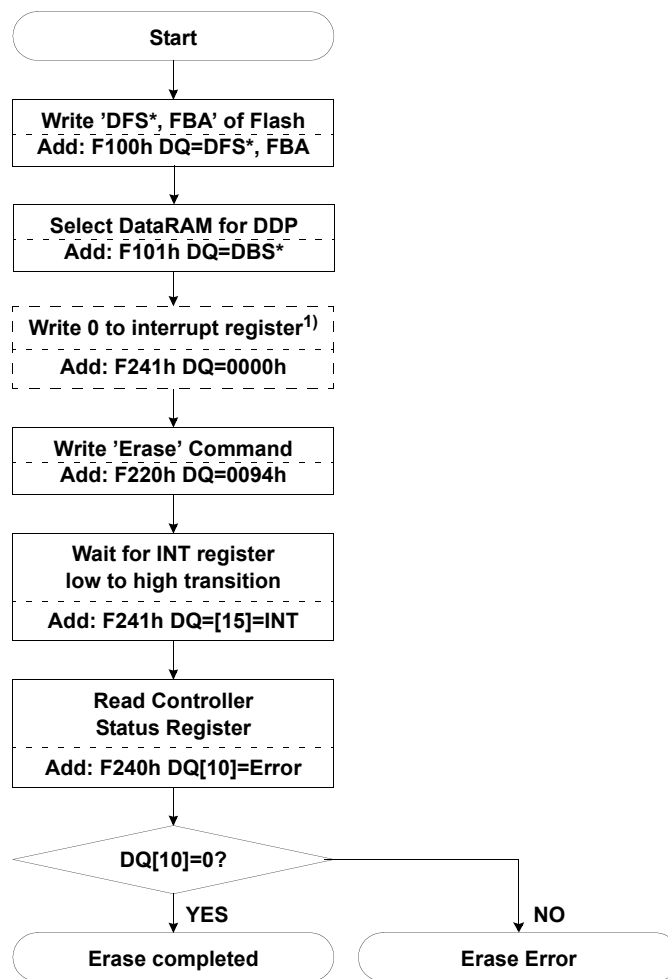 Start
Write ’DFS*, FBA’ of Flash
Add: F100h DQ=DFS*, FBA
Select DataRAM for DDP
Add: F101h DQ=DBS*
Write 0 to interrupt register1)
Add: F241h DQ=0000h
Write ’Erase’ Command
Add: F220h DQ=0094h
Wait for INT register
low to high transition
Add: F241h DQ=[15]=INT
Read Controller
Status Register
Add: F240h DQ[10]=Error
DQ[10]=0?
YES
NO
Erase completed
Erase Error